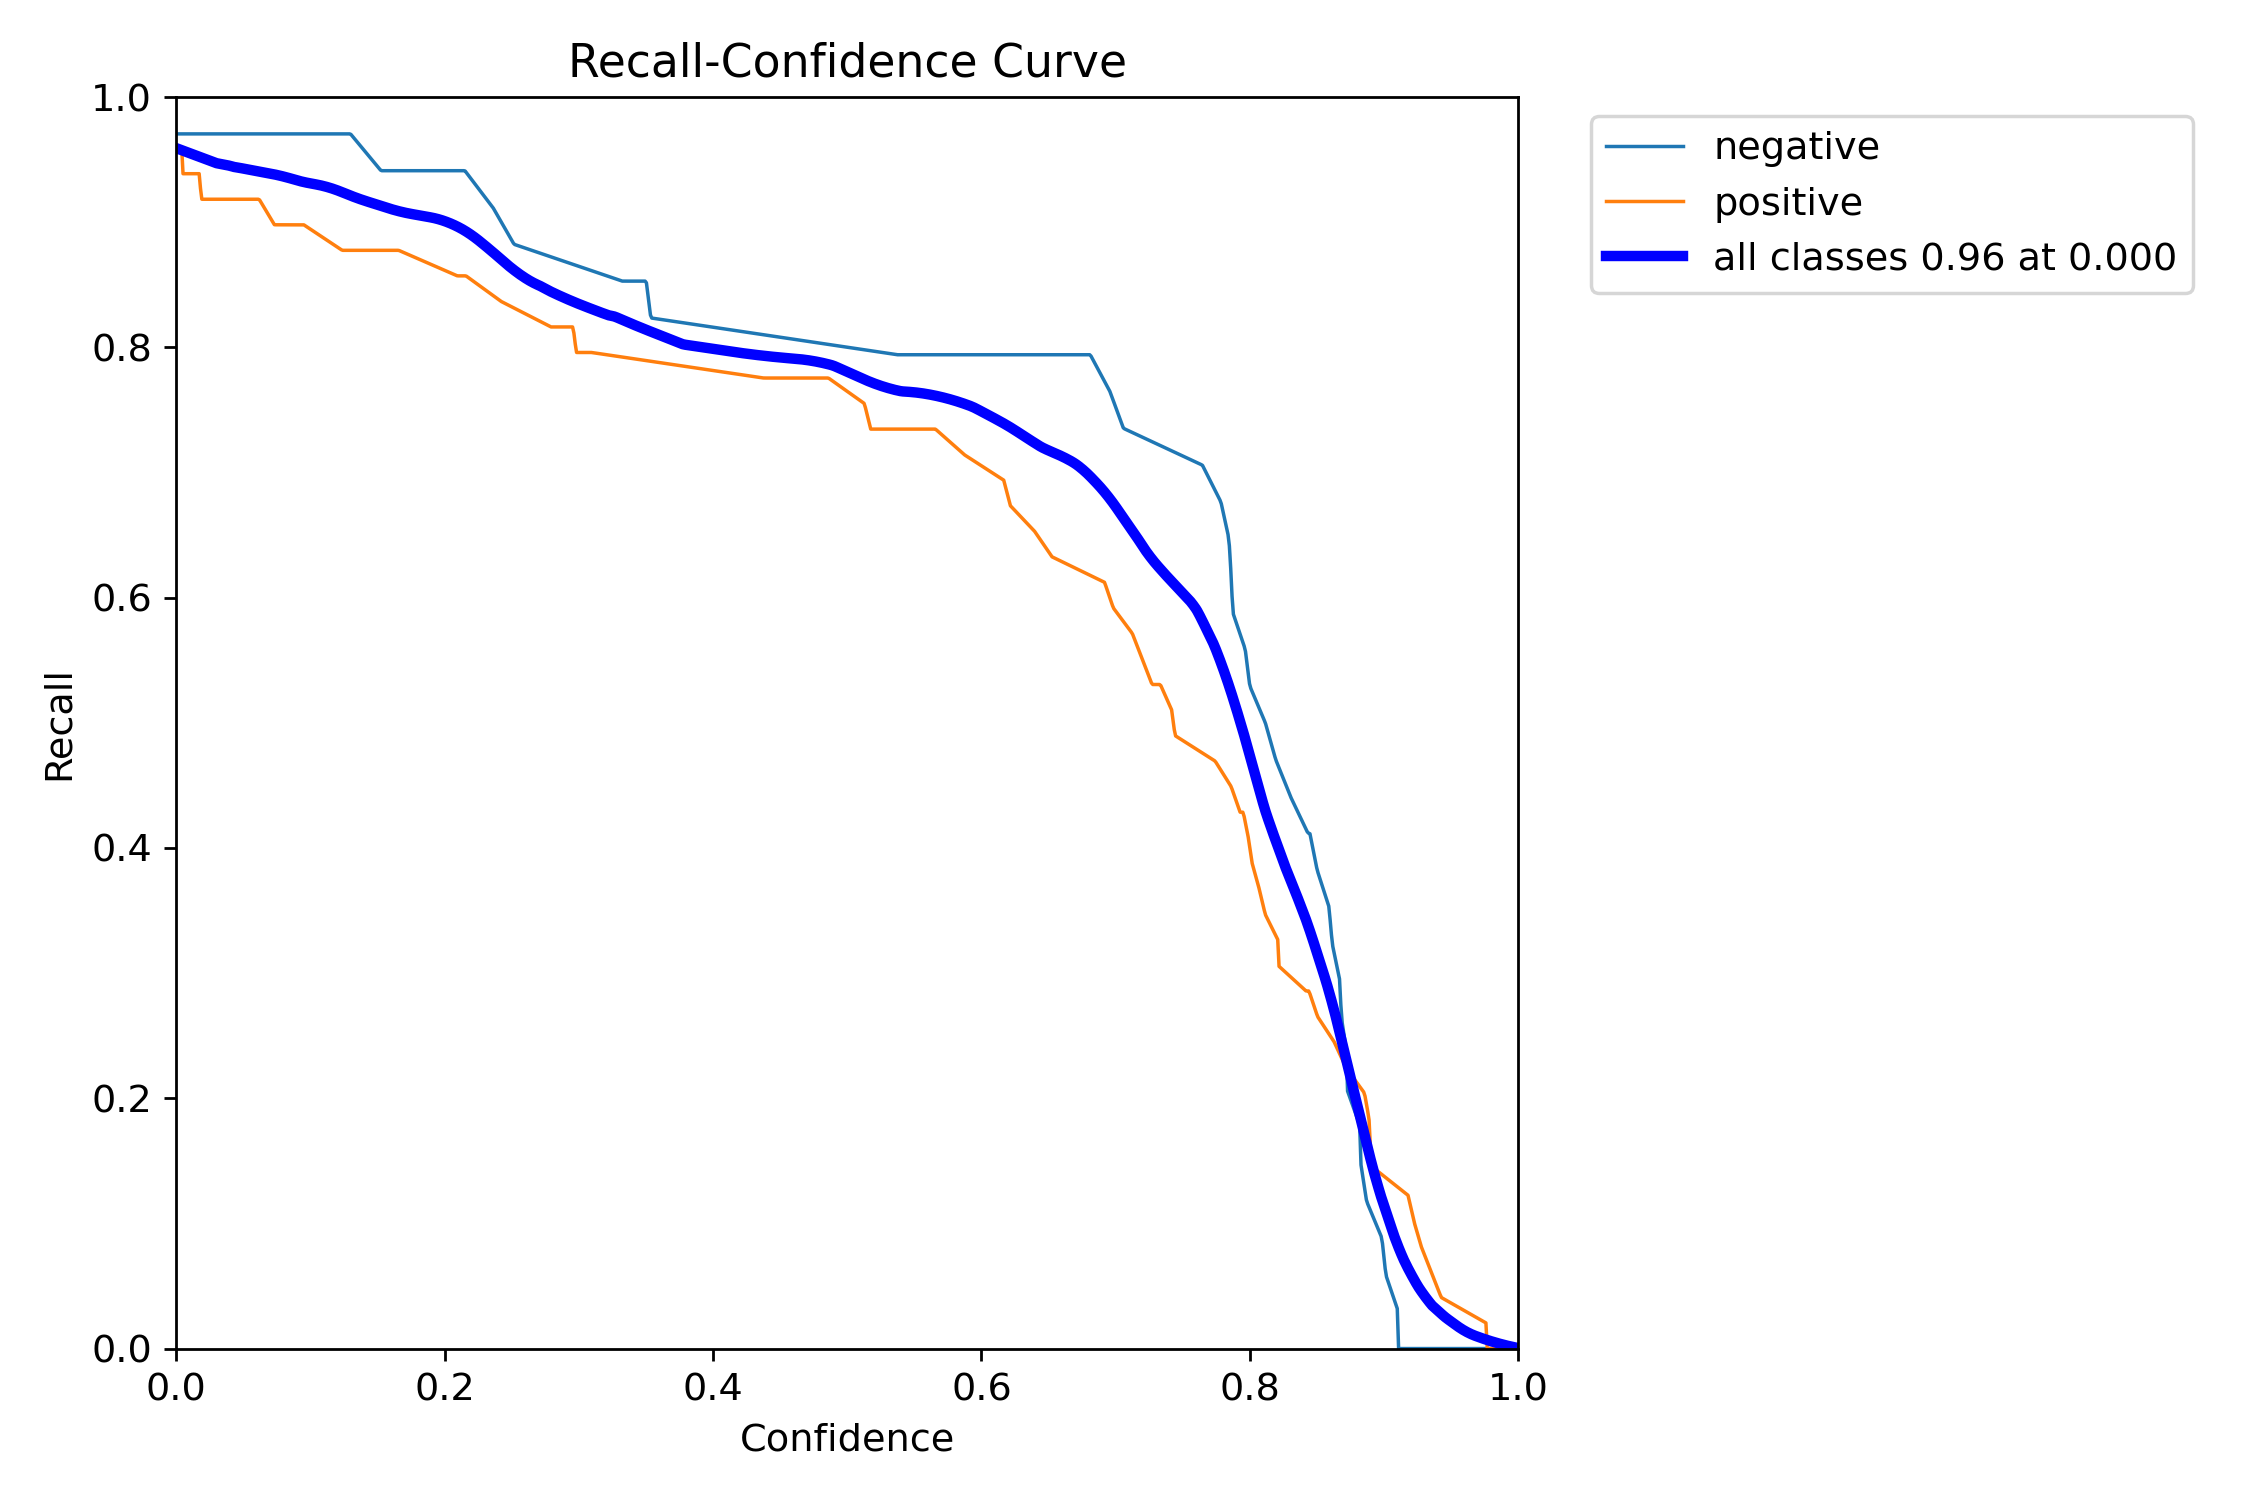 Recall-Confidence Curve
1.0
0.8
0.6
0.4
0.2
0.0
Recall
0.0 0.2 0.4 0.6 0.8 1.0
Confidence
negative
positive
all classes 0.96 at 0.000